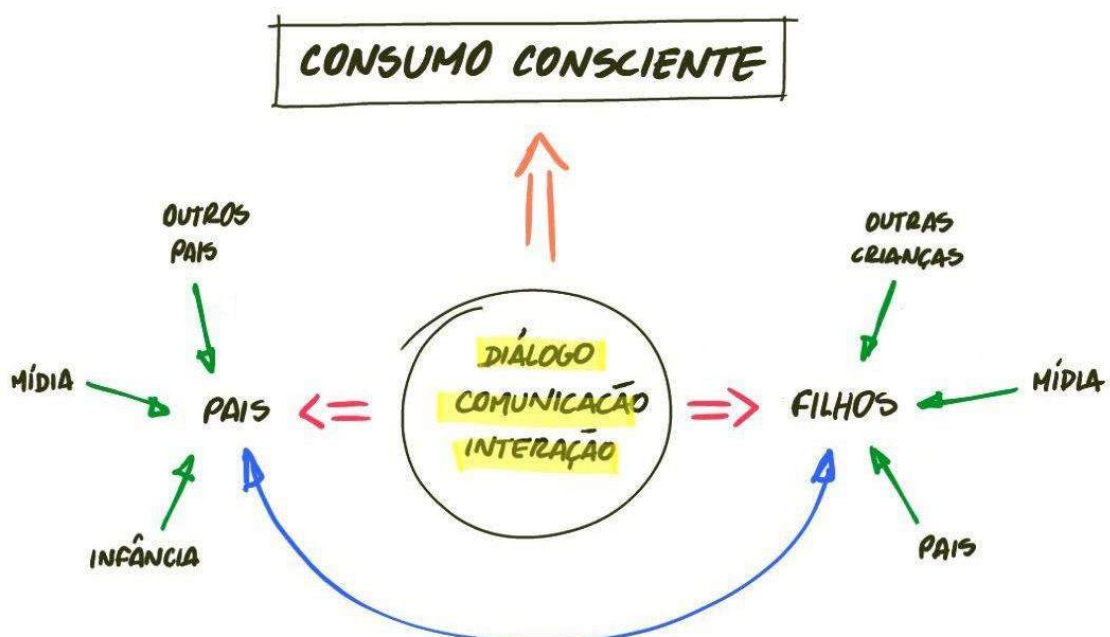 CONSUMO CONSCIENTE
OUTROS
PAIS
OUTRAS
CRIANÇAS
DIÁLOGO
COMUNICAÇÃO
INTERAÇÃO
MÍDIA
PAIS
FILHOS
MÍDIA
INFÂNCIA
PAIS